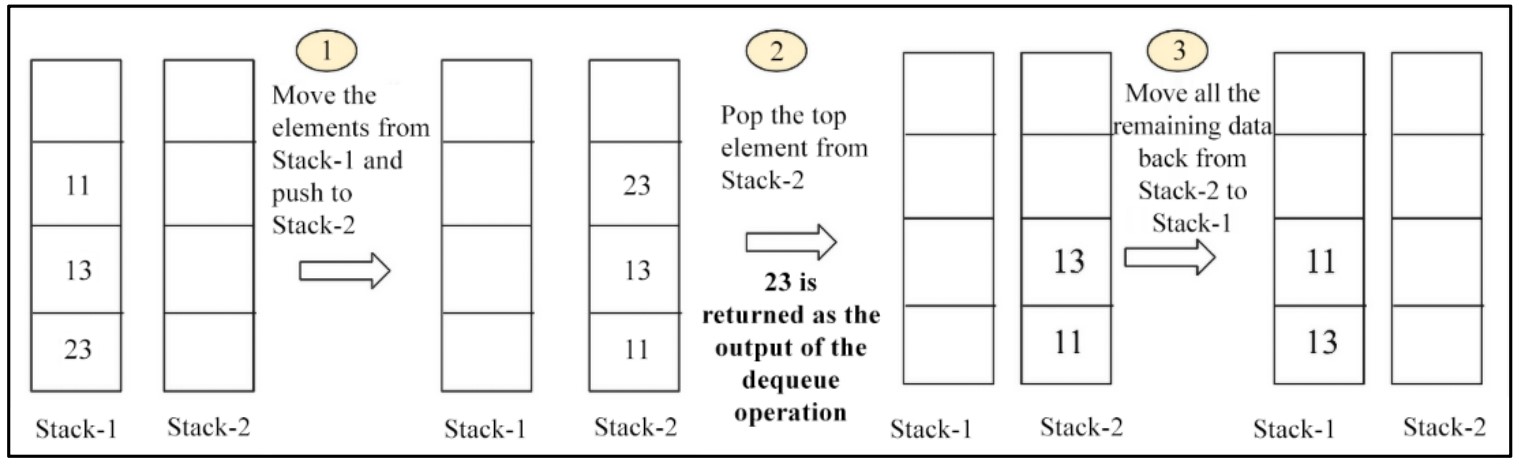 1
Move the
elements from
Stack-1 and
push to
Stack-2
11
13
23
Stack-1
Stack-2
2
Pop the top
element from
Stack-2
23 is
returned as the
output of the
dequeue
operation
23
13
11
Stack-1
Stack-2
3
Move all the
remaining data
back from
Stack-2 to
Stack-1
13
11
Stack-1
Stack-2
11
13
Stack-1
Stack-2